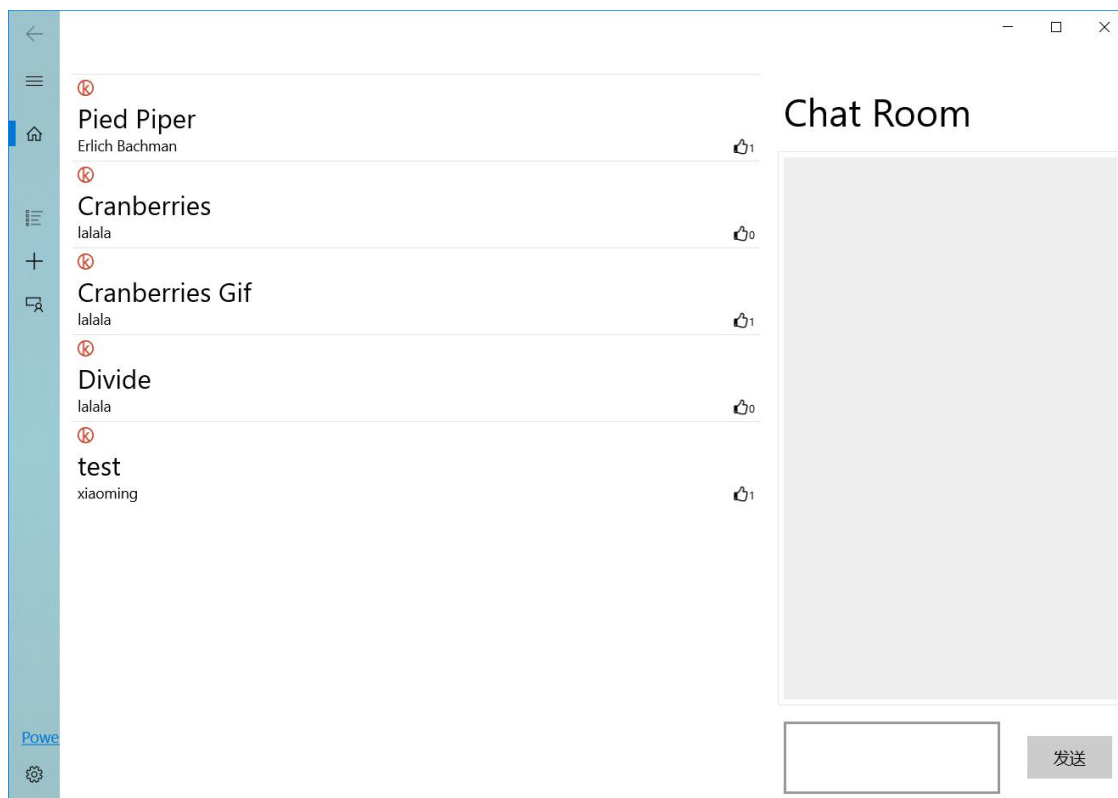 Pied Piper
Erlich Bachman
1
Cranberries
lalala
0
Cranberries Gif
lalala
1
Divide
lalala
0
test
xiaoming
1
Chat Room
发送
Powe